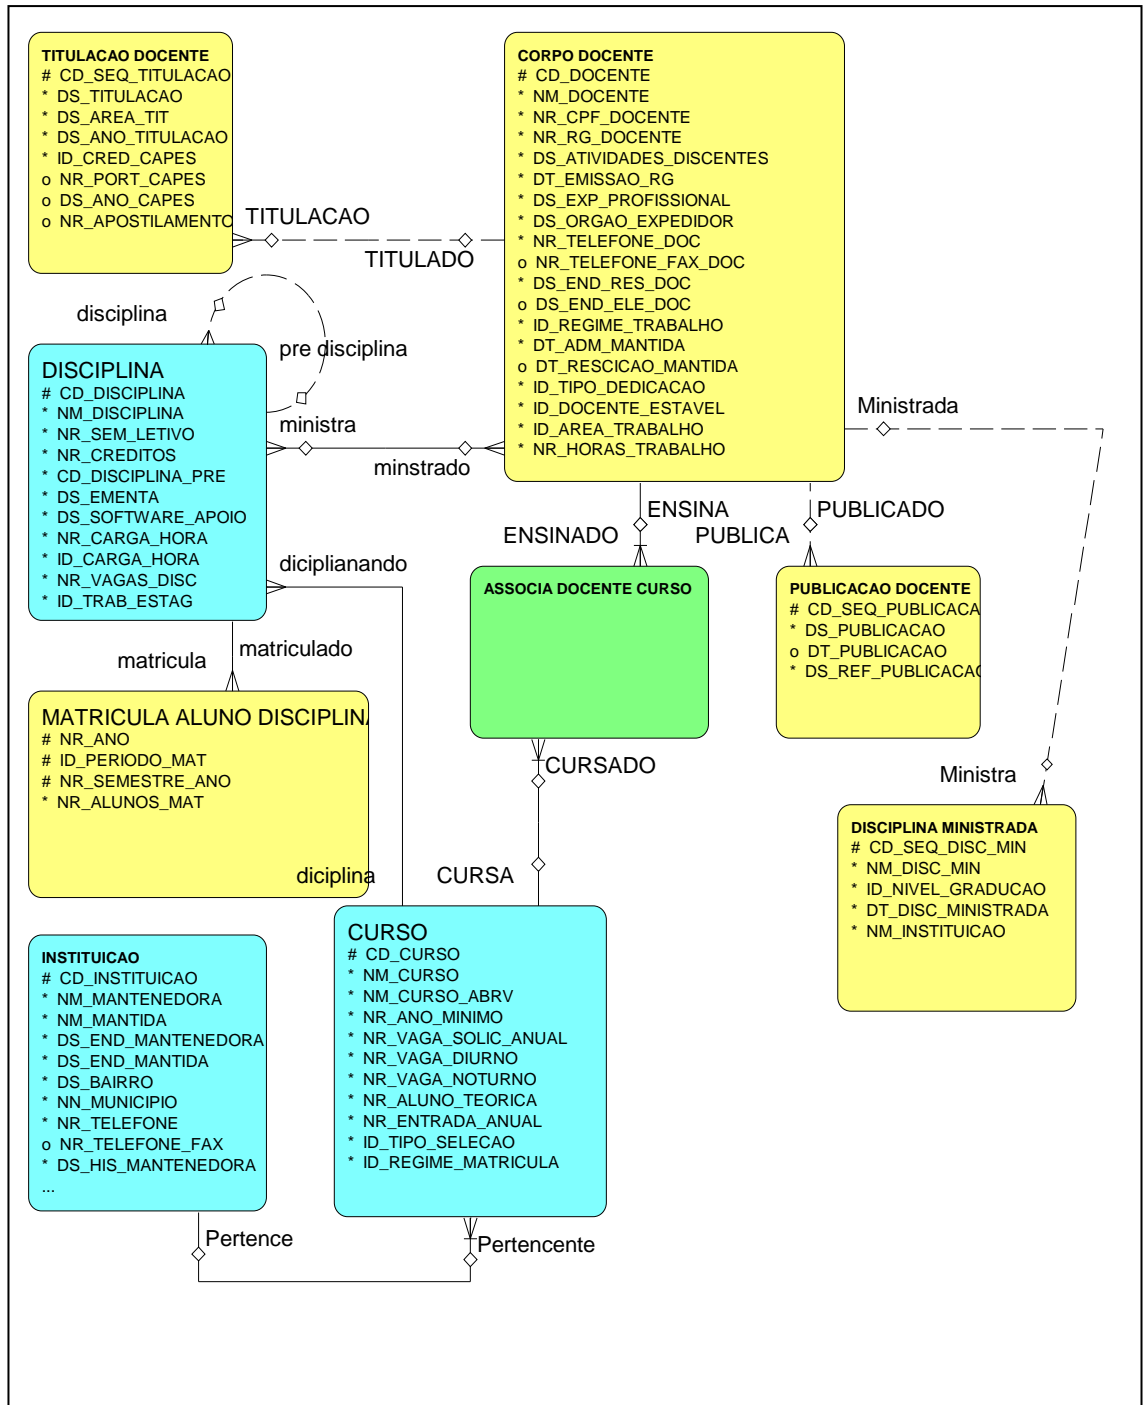 TITULACAO DOCENTE
# CD_SEQ_TITULACAO
* DS_TITULACAO
* DS_AREA_TIT
* DS_ANO_TITULACAO
* ID_CRED_CAPES
o NR_PORT_CAPES
o DS_ANO_CAPES
o NR_APOSTILAMENTO
CORPO DOCENTE
# CD_DOCENTE
* NM_DOCENTE
* NR_CPF_DOCENTE
* NR_RG_DOCENTE
* DS_ATIVIDADES_DISCENTES
* DT_EMISSAO_RG
* DS_EXP_PROFISSIONAL
* DS_ORGAO_EXPEDIDOR
* NR_TELEFONE_DOC
o NR_TELEFONE_FAX_DOC
* DS_END_RES_DOC
o DS_END_ELE_DOC
* ID_REGIME_TRABALHO
* DT_ADM_MANTIDA
o DT_RESCICAO_MANTIDA
* ID_TIPO_DEDICACAO
* ID_DOCENTE_ESTAVEL
* ID_AREA_TRABALHO
* NR_HORAS_TRABALHO
TITULACAO
TITULADO
disciplina
pre disciplina
DISCIPLINA
# CD_DISCIPLINA
* NM_DISCIPLINA
* NR_SEM_LETIVO
* NR_CREDITOS
* CD_DISCIPLINA_PRE
* DS_EMENTA
* DS_SOFTWARE_APOIO
* NR_CARGA_HORA
* ID_CARGA_HORA
* NR_VAGAS_DISC
* ID_TRAB_ESTAG
ministra
minstrado
Ministrada
ENSINA
ENSINADO
PUBLICADO
PUBLICA
diciplianando
ASSOCIA DOCENTE CURSO
PUBLICACAO DOCENTE
# CD_SEQ_PUBLICACA
* DS_PUBLICACAO
o DT_PUBLICACAO
* DS_REF_PUBLICACAO
matricula
matriculado
MATRICULA ALUNO DISCIPLINA
# NR_ANO
# ID_PERIODO_MAT
# NR_SEMESTRE_ANO
* NR_ALUNOS_MAT
CURSADO
Ministra
DISCIPLINA MINISTRADA
# CD_SEQ_DISC_MIN
* NM_DISC_MIN
* ID_NIVEL_GRADUCAO
* DT_DISC_MINISTRADA
* NM_INSTITUICAO
diciplina
CURSA
INSTITUICAO
# CD_INSTITUICAO
* NM_MANTENEDORA
* NM_MANTIDA
* DS_END_MANTENEDORA
* DS_END_MANTIDA
* DS_BAIRRO
* NN_MUNICIPIO
* NR_TELEFONE
o NR_TELEFONE_FAX
* DS_HIS_MANTENEDORA
...
CURSO
# CD_CURSO
* NM_CURSO
* NM_CURSO_ABRV
* NR_ANO_MINIMO
* NR_VAGA_SOLIC_ANUAL
* NR_VAGA_DIURNO
* NR_VAGA_NOTURNO
* NR_ALUNO_TEORICA
* NR_ENTRADA_ANUAL
* ID_TIPO_SELECAO
* ID_REGIME_MATRICULA
Pertence
Pertencente